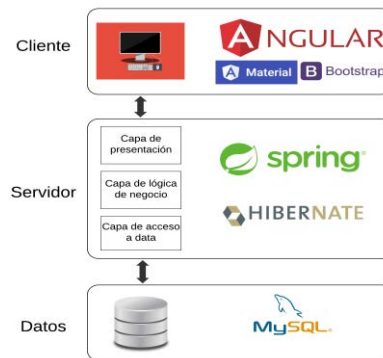 Cliente
ANGULAR
A Material
B Bootstrap
Servidor
Capa de
presentación
Capa de lógica
de negocio
Capa de acceso
a data
spring
HIBERNATE
Datos
MySQL®